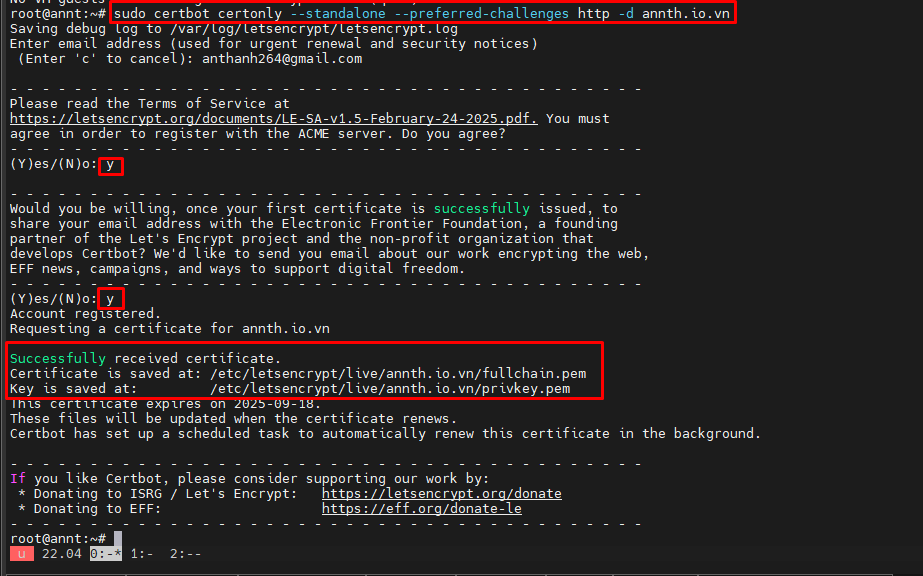 No VM guests
root@annt:~# sudo certbot certonly --standalone --preferred-challenges http -d annth.io.vn
Saving debug log to /var/log/letsencrypt/letsencrypt.log
Enter email address (used for urgent renewal and security notices)
 (Enter 'c' to cancel): anthanh264@gmail.com
- - - - - - - - - - - - - - - - - - - - - - - - - - - - - - - - - - - - - - - -
Please read the Terms of Service at
https://letsencrypt.org/documents/LE-SA-v1.5-February-24-2025.pdf. You must
agree in order to register with the ACME server. Do you agree?
- - - - - - - - - - - - - - - - - - - - - - - - - - - - - - - - - - - - - - - -
(Y)es/(N)o: y
- - - - - - - - - - - - - - - - - - - - - - - - - - - - - - - - - - - - - - - -
Would you be willing, once your first certificate is successfully issued, to
share your email address with the Electronic Frontier Foundation, a founding
partner of the Let's Encrypt project and the non-profit organization that
develops Certbot? We'd like to send you email about our work encrypting the web,
EFF news, campaigns, and ways to support digital freedom.
- - - - - - - - - - - - - - - - - - - - - - - - - - - - - - - - - - - - - - - -
(Y)es/(N)o: y
Account registered.
Requesting a certificate for annth.io.vn
Successfully received certificate.
Certificate is saved at: /etc/letsencrypt/live/annth.io.vn/fullchain.pem
Key is saved at:         /etc/letsencrypt/live/annth.io.vn/privkey.pem
This certificate expires on 2025-09-18.
These files will be updated when the certificate renews.
Certbot has set up a scheduled task to automatically renew this certificate in the background.
- - - - - - - - - - - - - - - - - - - - - - - - - - - - - - - - - - - - - - - -
If you like Certbot, please consider supporting our work by:
 * Donating to ISRG / Let's Encrypt:   https://letsencrypt.org/donate
 * Donating to EFF:                    https://eff.org/donate-le
- - - - - - - - - - - - - - - - - - - - - - - - - - - - - - - - - - - - - - - -
root@annt:~#
u 22.04 0:-* 1:- 2:--